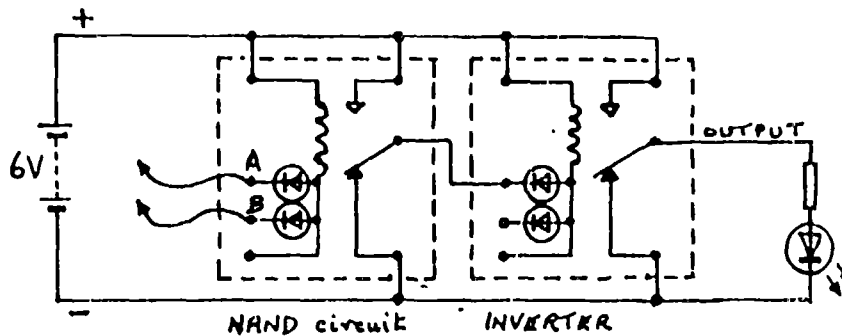 +
6V
A
B
OUTPUT
-
NAND circuit
INVERTER